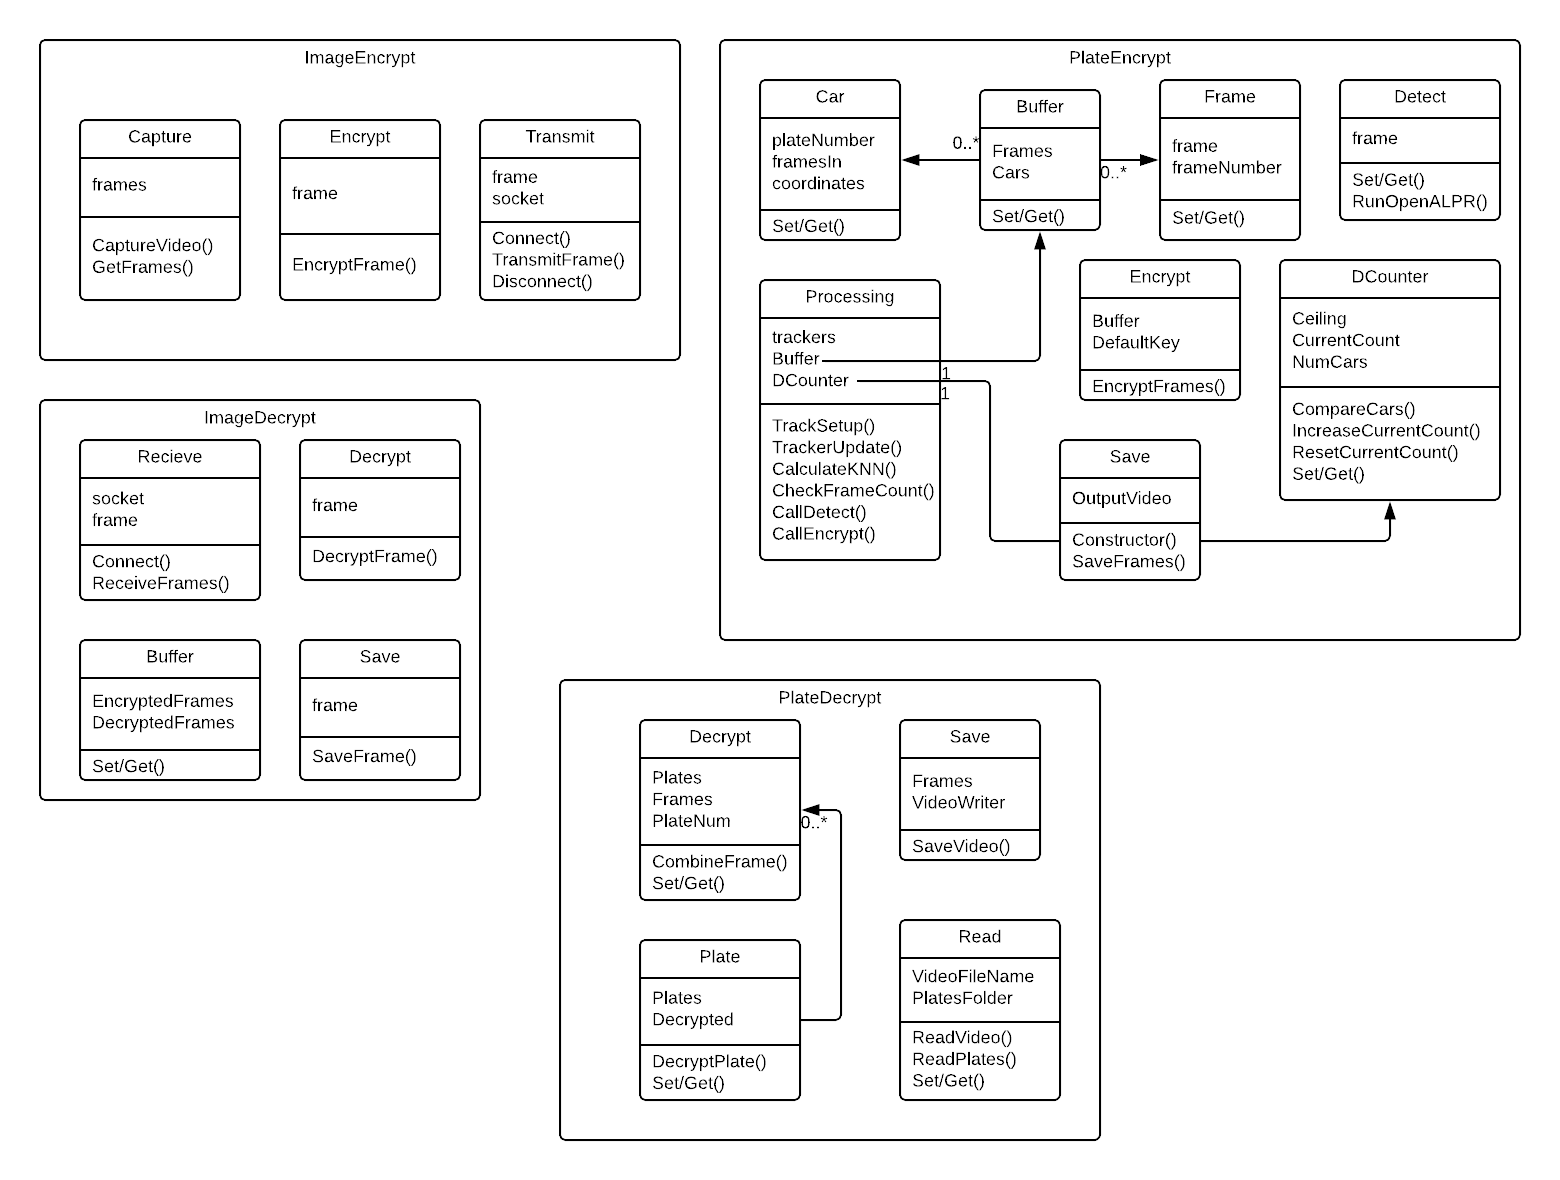 ImageEncrypt
Capture
frames
CaptureVideo()
GetFrames()
Encrypt
frame
EncryptFrame()
Transmit
frame
socket
Connect()
TransmitFrame()
Disconnect()
PlateEncrypt
Car
plateNumber
framesIn
coordinates
Set/Get()
0..*
Buffer
Frames
Cars
Set/Get()
0..*
Frame
frame
frameNumber
Set/Get()
Detect
frame
Set/Get()
RunOpenALPR()
Processing
trackers
Buffer
DCounter
1
1
TrackSetup()
TrackerUpdate()
CalculateKNN()
CheckFrameCount()
CallDetect()
CallEncrypt()
Encrypt
Buffer
DefaultKey
EncryptFrames()
DCounter
Ceiling
CurrentCount
NumCars
CompareCars()
IncreaseCurrentCount()
ResetCurrentCount()
Set/Get()
Save
OutputVideo
Constructor()
SaveFrames()
ImageDecrypt
Recieve
socket
frame
Connect()
ReceiveFrames()
Decrypt
frame
DecryptFrame()
Buffer
EncryptedFrames
DecryptedFrames
Set/Get()
Save
frame
SaveFrame()
PlateDecrypt
Decrypt
Plates
Frames
PlateNum
0..*
CombineFrame()
Set/Get()
Save
Frames
VideoWriter
SaveVideo()
Plate
Plates
Decrypted
DecryptPlate()
Set/Get()
Read
VideoFileName
PlatesFolder
ReadVideo()
ReadPlates()
Set/Get()